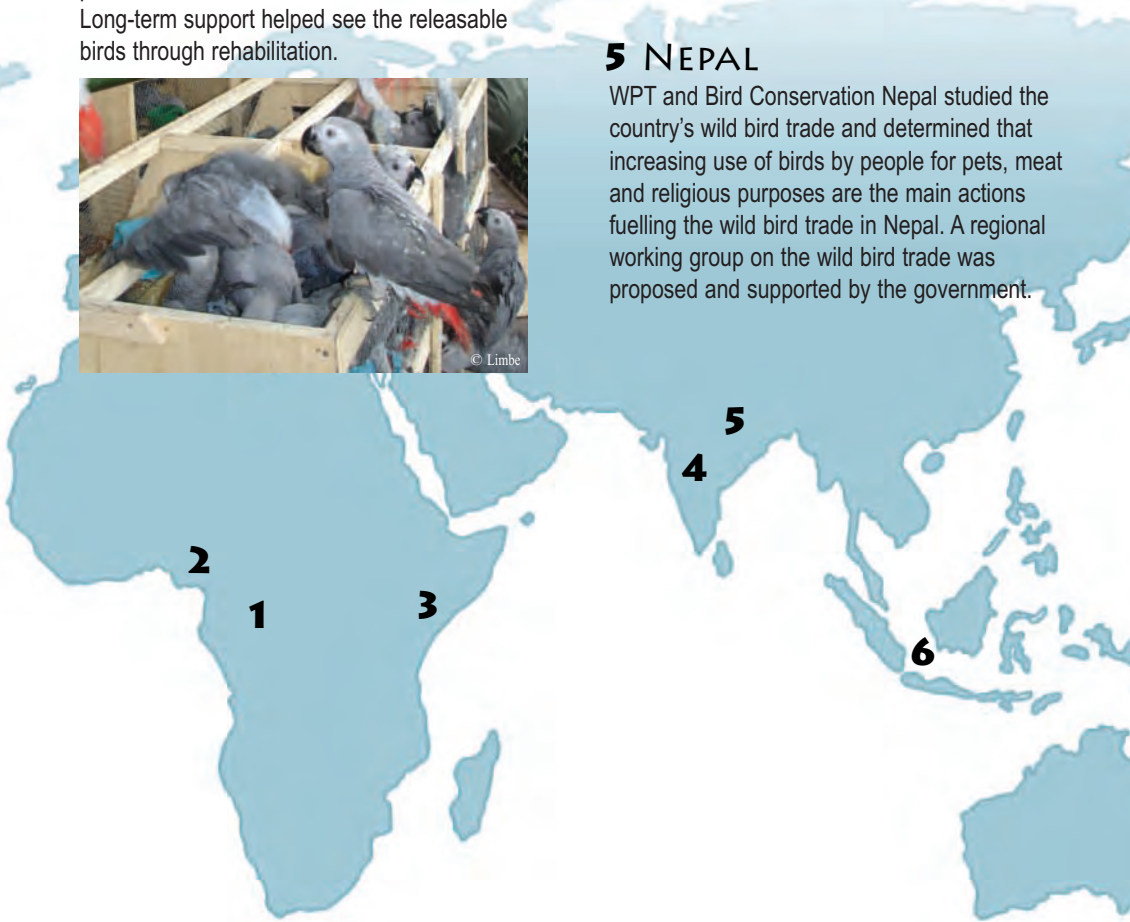 Long-term support helped see the releasable
birds through rehabilitation.
© Limbe
5 NEPAL
WPT and Bird Conservation Nepal studied the
country's wild bird trade and determined that
increasing use of birds by people for pets, meat
and religious purposes are the main actions
fuelling the wild bird trade in Nepal. A regional
working group on the wild bird trade was
proposed and supported by the government.
5
4
2
1
3
6